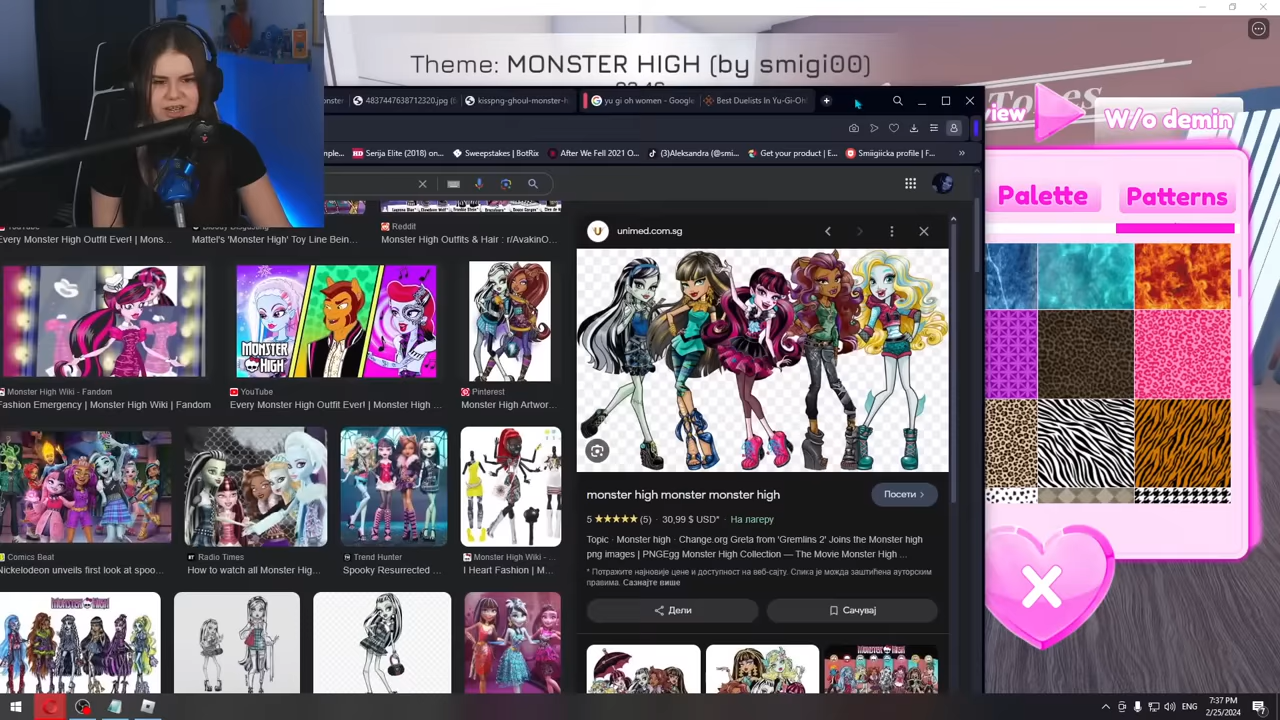 Theme: MONSTER HIGH (by smigi00)
4837447638712320.jpg (
kisspng-ghoul-monster-h
yu gi oh women - Google
Best Duelists In Yu-Gi-Oh!
W/o demin
Serija Elite (2018) on...
Sweepstakes | BotRix
After We Fell 2021 O...
(3)Aleksandra (@smi...
Get your product | E...
Smiigiicka profile | F...
Palette
Patterns
Reddit
Every Monster High Outfit Ever! | Mons...
Mattel's 'Monster High' Toy Line Bein...
Monster High Outfits & Hair : r/AvakinO...
unimed.com.sg
MONSTER HIGH
Monster High Wiki - Fandom
YouTube
Pinterest
Fashion Emergency | Monster High Wiki | Fandom
Every Monster High Outfit Ever! | Monster High ...
Monster High Artwor...
monster high monster monster high
Посети
5 ★★★★★ (5) · 30,99 $ USD* · На лагеру
Topic · Monster high · Change.org Greta from 'Gremlins 2' Joins the Monster high
png images | PNGEgg Monster High Collection — The Movie Monster High ...
* Потражите најновије цене и доступност на веб-сајту. Слика је можда заштићена ауторским
правима. Сазнајте више
Comics Beat
Radio Times
Trend Hunter
Monster High Wiki - ...
Nickelodeon unveils first look at spoo...
How to watch all Monster Hig...
Spooky Resurrected ...
I Heart Fashion | M...
Дели
Сачувај
MONSTER HIGH
ENG
7:37 PM
2/25/2024